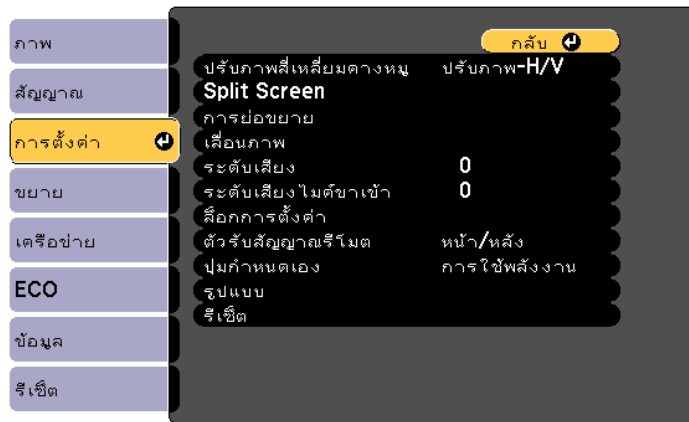 ภาพ
สัญญาณ
การตั้งค่า
ขยาย
เครือข่าย
ECO
ข้อมูล
รีเซ็ต
กลับ
ปรับภาพสี่เหลี่ยมคางหมู ปรับภาพ-H/V
Split Screen
การย่อขยาย
เลื่อนภาพ
ระดับเสียง 0
ระดับเสียงไมค์ขาเข้า 0
ล็อกการตั้งค่า
ตัวรับสัญญาณรีโมต หน้า/หลัง
ปุ่มกำหนดเอง การใช้พลังงาน
รูปแบบ
รีเซ็ต